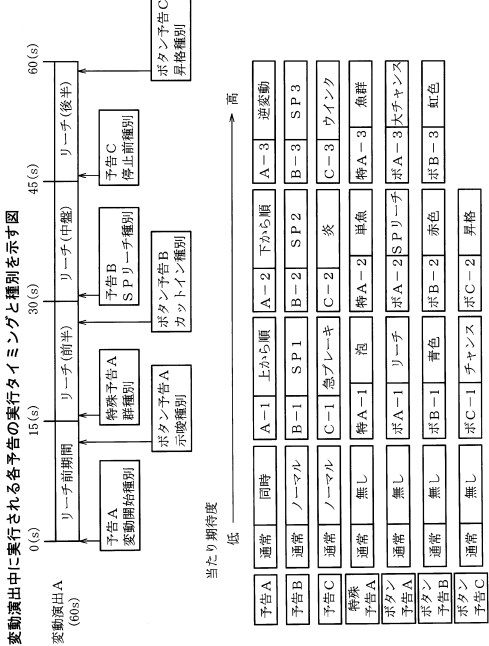 変動演出中に実行される各予告の実行タイミングと種別を示す図
0(s) 15(s) 30(s) 45(s) 60(s)
変動演出A
(60s)
リーチ前期間 リーチ(前半) リーチ(中盤) リーチ(後半)
予告A
変動開始種別
特殊予告A
群種別
予告B
SPリーチ種別
予告C
停止前種別
ボタン予告A
示唆種別
ボタン予告B
カットイン種別
ボタン予告C
昇格種別
当たり期待度
低 高
予告A 通常 同時 A-1 上から順 A-2 下から順 A-3 逆変動
予告B 通常 ノーマル B-1 SP1 B-2 SP2 B-3 SP3
予告C 通常 ノーマル C-1 急ブレーキ C-2 炎 C-3 ウインク
特殊
予告A 通常 無し 特A-1 泡 特A-2 単魚 特A-3 魚群
ボタン
予告A 通常 無し ボA-1 リーチ ボA-2 SPリーチ ボA-3 大チャンス
ボタン
予告B 通常 無し ボB-1 青色 ボB-2 赤色 ボB-3 虹色
ボタン
予告C 通常 無し ボC-1 チャンス ボC-2 昇格